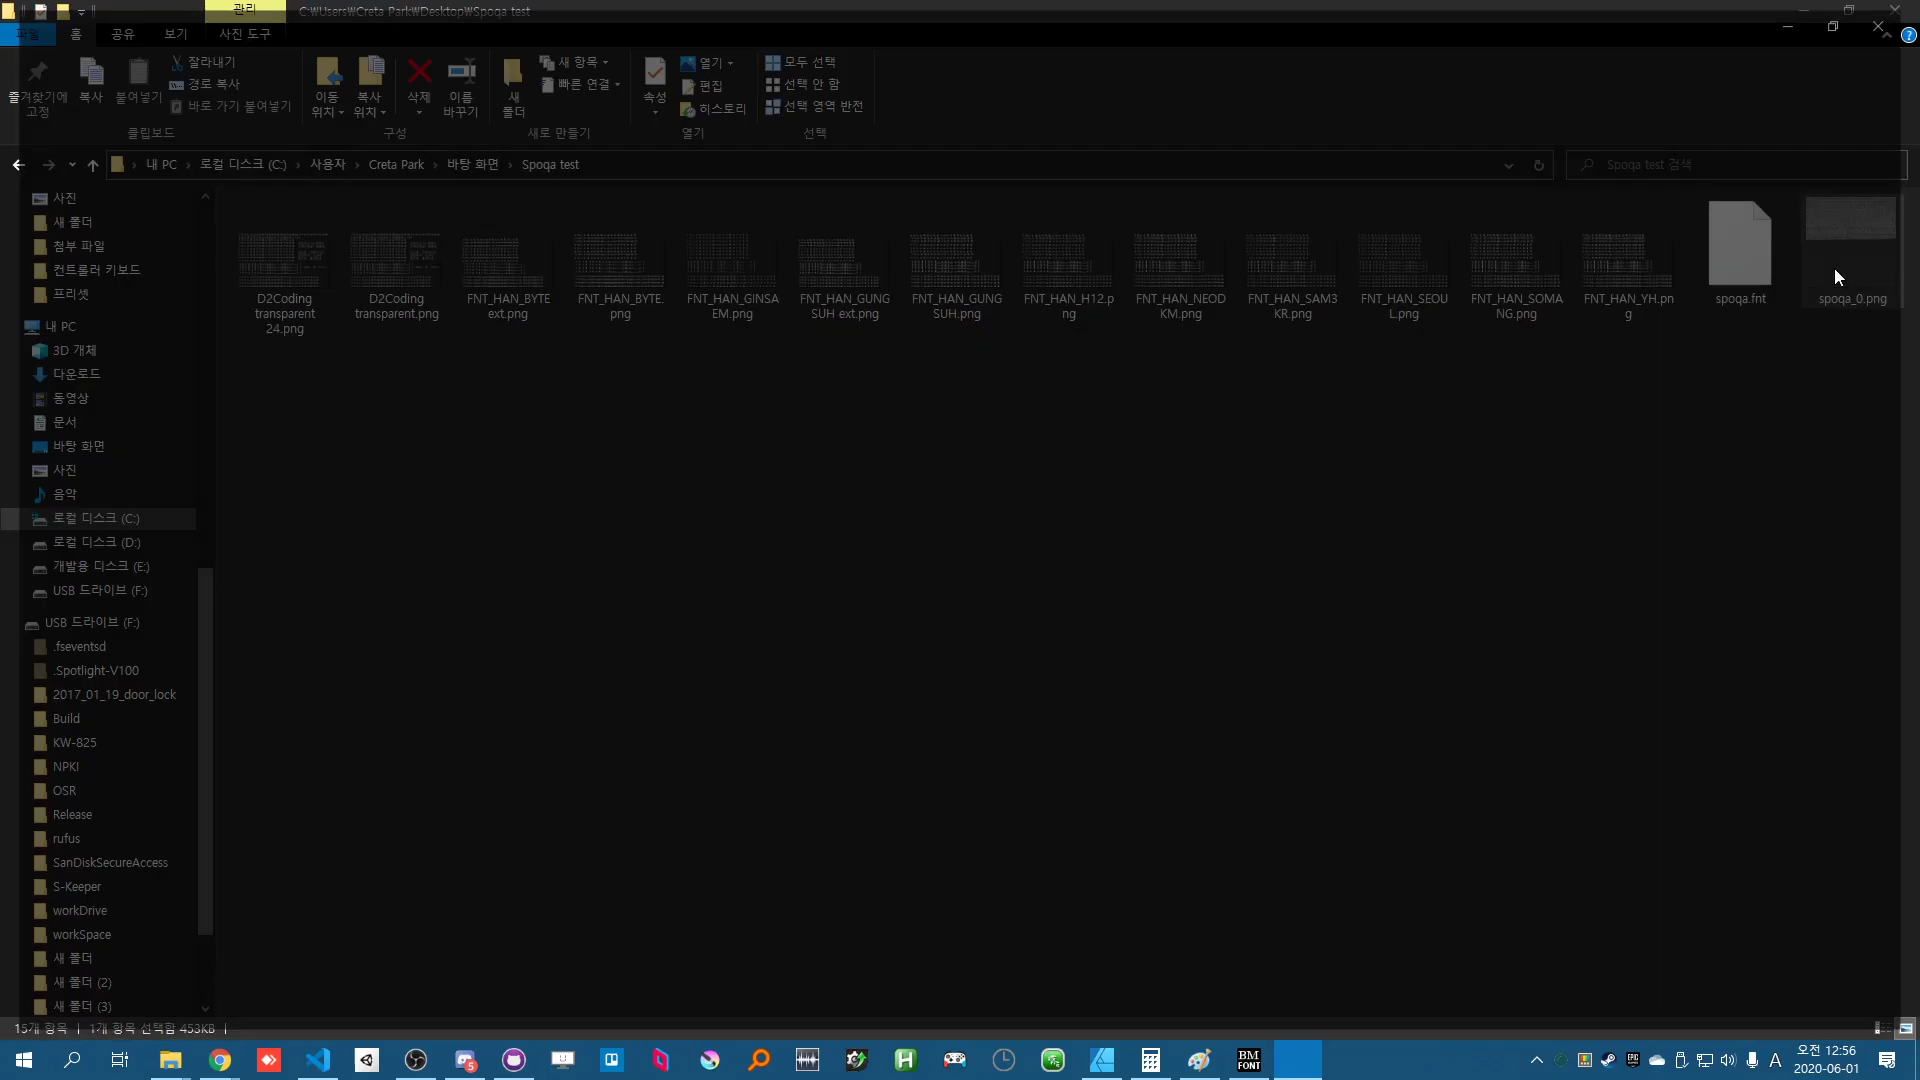 관리
C:₩Users₩Creta Park₩Desktop₩Spoqa test
파일
홈
공유
보기
사진 도구
즐겨찾기에 고정
복사
붙여넣기
잘라내기
경로 복사
바로 가기 붙여넣기
클립보드
이동 위치
복사 위치
삭제
이름 바꾸기
구성
새 폴더
새 항목
빠른 연결
새로 만들기
속성
열기
편집
히스토리
열기
모두 선택
선택 안 함
선택 영역 반전
선택
내 PC › 로컬 디스크 (C:) › 사용자 › Creta Park › 바탕 화면 › Spoqa test
Spoqa test 검색
사진
새 폴더
첨부 파일
컨트롤러 키보드
프리셋
내 PC
3D 개체
다운로드
동영상
문서
바탕 화면
사진
음악
로컬 디스크 (C:)
로컬 디스크 (D:)
개발용 디스크 (E:)
USB 드라이브 (F:)
USB 드라이브 (F:)
.fseventsd
.Spotlight-V100
2017_01_19_door_lock
Build
KW-825
NPKI
OSR
Release
rufus
SanDiskSecureAccess
S-Keeper
workDrive
workSpace
새 폴더
새 폴더 (2)
새 폴더 (3)
D2Coding transparent 24.png
D2Coding transparent.png
FNT_HAN_BYTE ext.png
FNT_HAN_BYTE.png
FNT_HAN_GINSAEM.png
FNT_HAN_GUNGSUH ext.png
FNT_HAN_GUNGSUH.png
FNT_HAN_H12.png
FNT_HAN_NEODKM.png
FNT_HAN_SAM3KR.png
FNT_HAN_SEOUL.png
FNT_HAN_SOMANG.png
FNT_HAN_YH.png
spoqa.fnt
spoqa_0.png
15개 항목
1개 항목 선택함 453KB
BM FONT
A
오전 12:56
2020-06-01